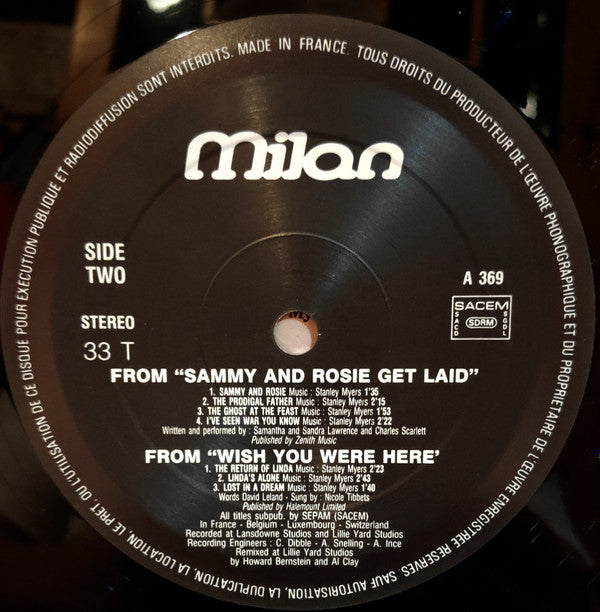 TOUS DROITS DU PRODUCTEUR DE L'ŒUVRE PHONOGRAPHIQUE ET DU PROPRIETAIRE DE L'ŒUVRE ENREGISTREE RESERVES. SAUF AUTORISATION, LA DUPLICATION, LA LOCATION, LE PRET OU L'UTILISATION DE CE DISQUE POUR EXECUTION PUBLIQUE ET RADIODIFFUSION SONT INTERDITS. MADE IN FRANCE.
milan
SIDE
TWO
A 369
STEREO
33 T
SACEM
SACD
SDRM
SGDL
FROM “SAMMY AND ROSIE GET LAID”
1. SAMMY AND ROSIE Music : Stanley Myers 1'35
2. THE PRODIGAL FATHER Music : Stanley Myers 2'15
3. THE GHOST AT THE FEAST Music : Stanley Myers 1'53
4. I'VE SEEN WAR YOU KNOW Music : Stanley Myers 2'22
Written and performed by : Samantha and Sandra Lawrence and Charles Scarlett
Published by Zenith Music
FROM “WISH YOU WERE HERE’
1. THE RETURN OF LINDA Music : Stanley Myers 2'23
2. LINDA'S ALONE Music : Stanley Myers 2'43
3. LOST IN A DREAM Music : Stanley Myers 1'40
Words David Leland - Sung by : Nicole Tibbets
Published by Halemount Limited
All titles subpub. by SEPAM (SACEM)
In France - Belgium - Luxembourg - Switzerland
Recorded at Lansdowne Studios and Lillie Yard Studios
Recording Engineers : C. Dibble - A. Snelling - A. Ince
Remixed at Lillie Yard Studios
by Howard Bernstein and Al Clay